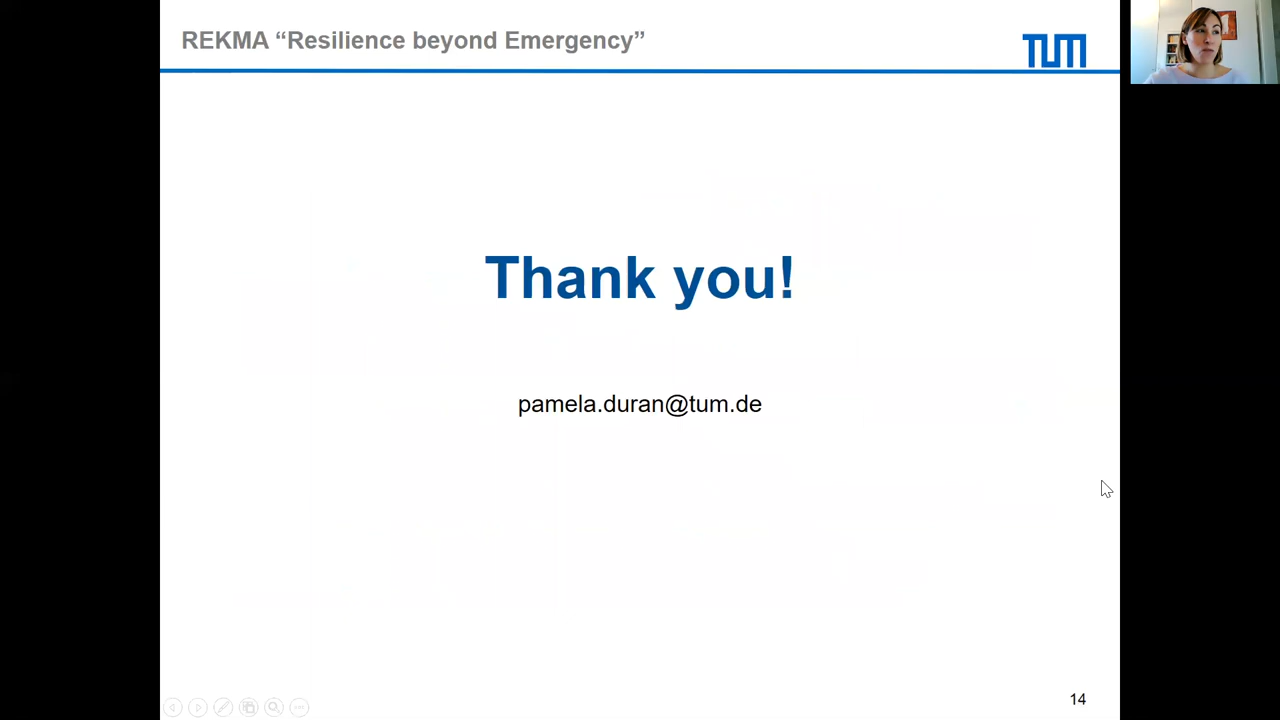 REKMA “Resilience beyond Emergency”
TUM
Thank you!
pamela.duran@tum.de
14